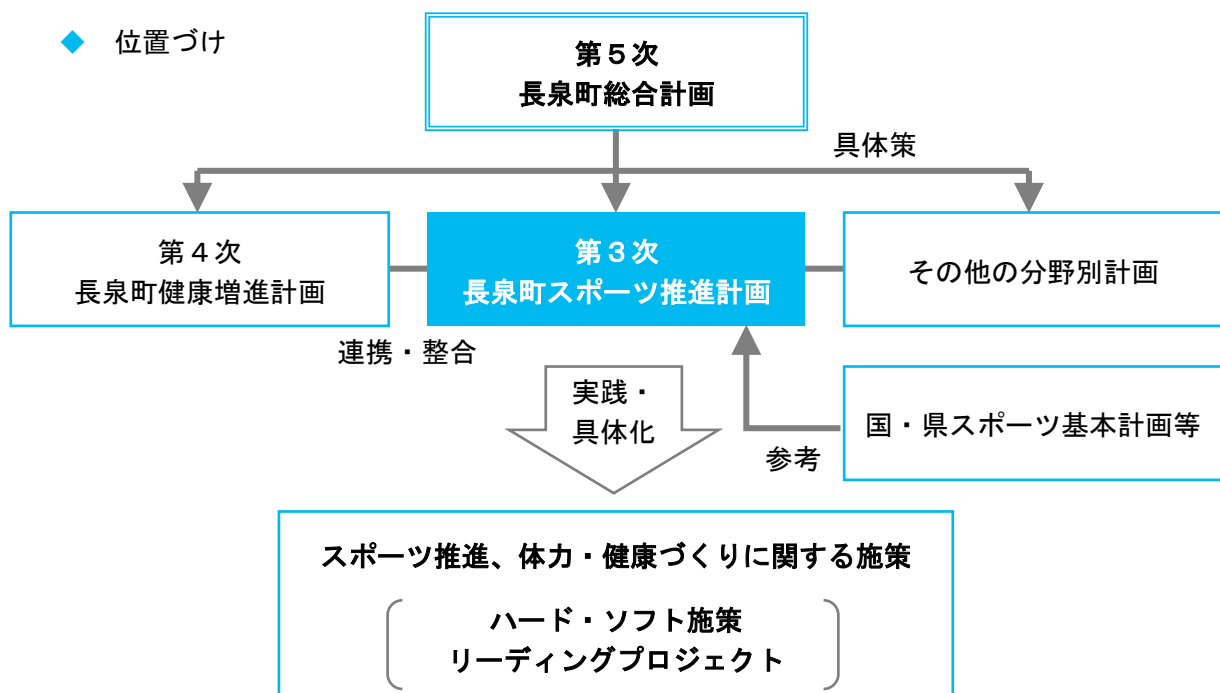 ◆ 位置づけ
第５次
長泉町総合計画
具体策
第４次
長泉町健康増進計画
第３次
長泉町スポーツ推進計画
その他の分野別計画
連携・整合
実践・
具体化
国・県スポーツ基本計画等
参考
スポーツ推進、体力・健康づくりに関する施策
ハード・ソフト施策
リーディングプロジェクト